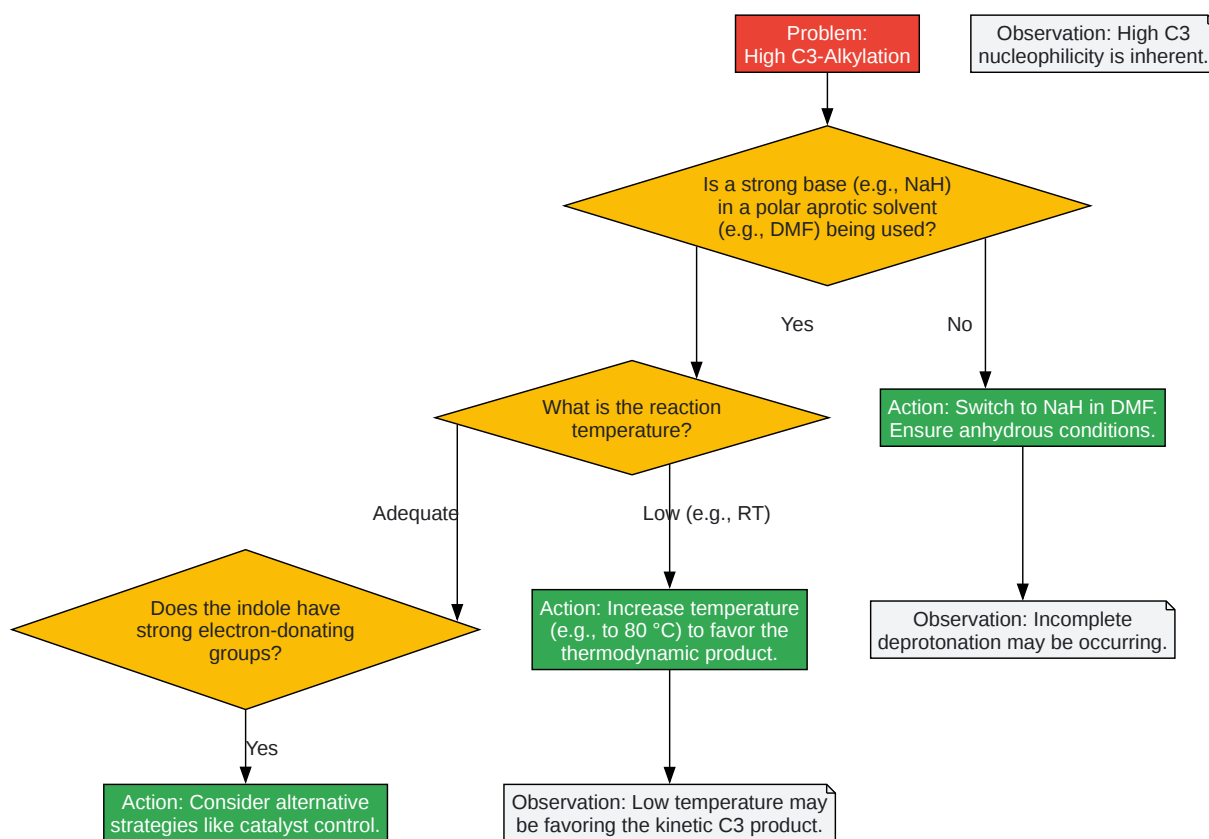 Problem:
High C3-Alkylation
Observation: High C3
nucleophilicity is inherent.
Is a strong base (e.g., NaH)
in a polar aprotic solvent
(e.g., DMF) being used?
Yes
No
What is the reaction
temperature?
Action: Switch to NaH in DMF.
Ensure anhydrous conditions.
Adequate
Low (e.g., RT)
Does the indole have
strong electron-donating
groups?
Action: Increase temperature
(e.g., to 80 °C) to favor the
thermodynamic product.
Observation: Incomplete
deprotonation may be occurring.
Yes
Action: Consider alternative
strategies like catalyst control.
Observation: Low temperature may
be favoring the kinetic C3 product.